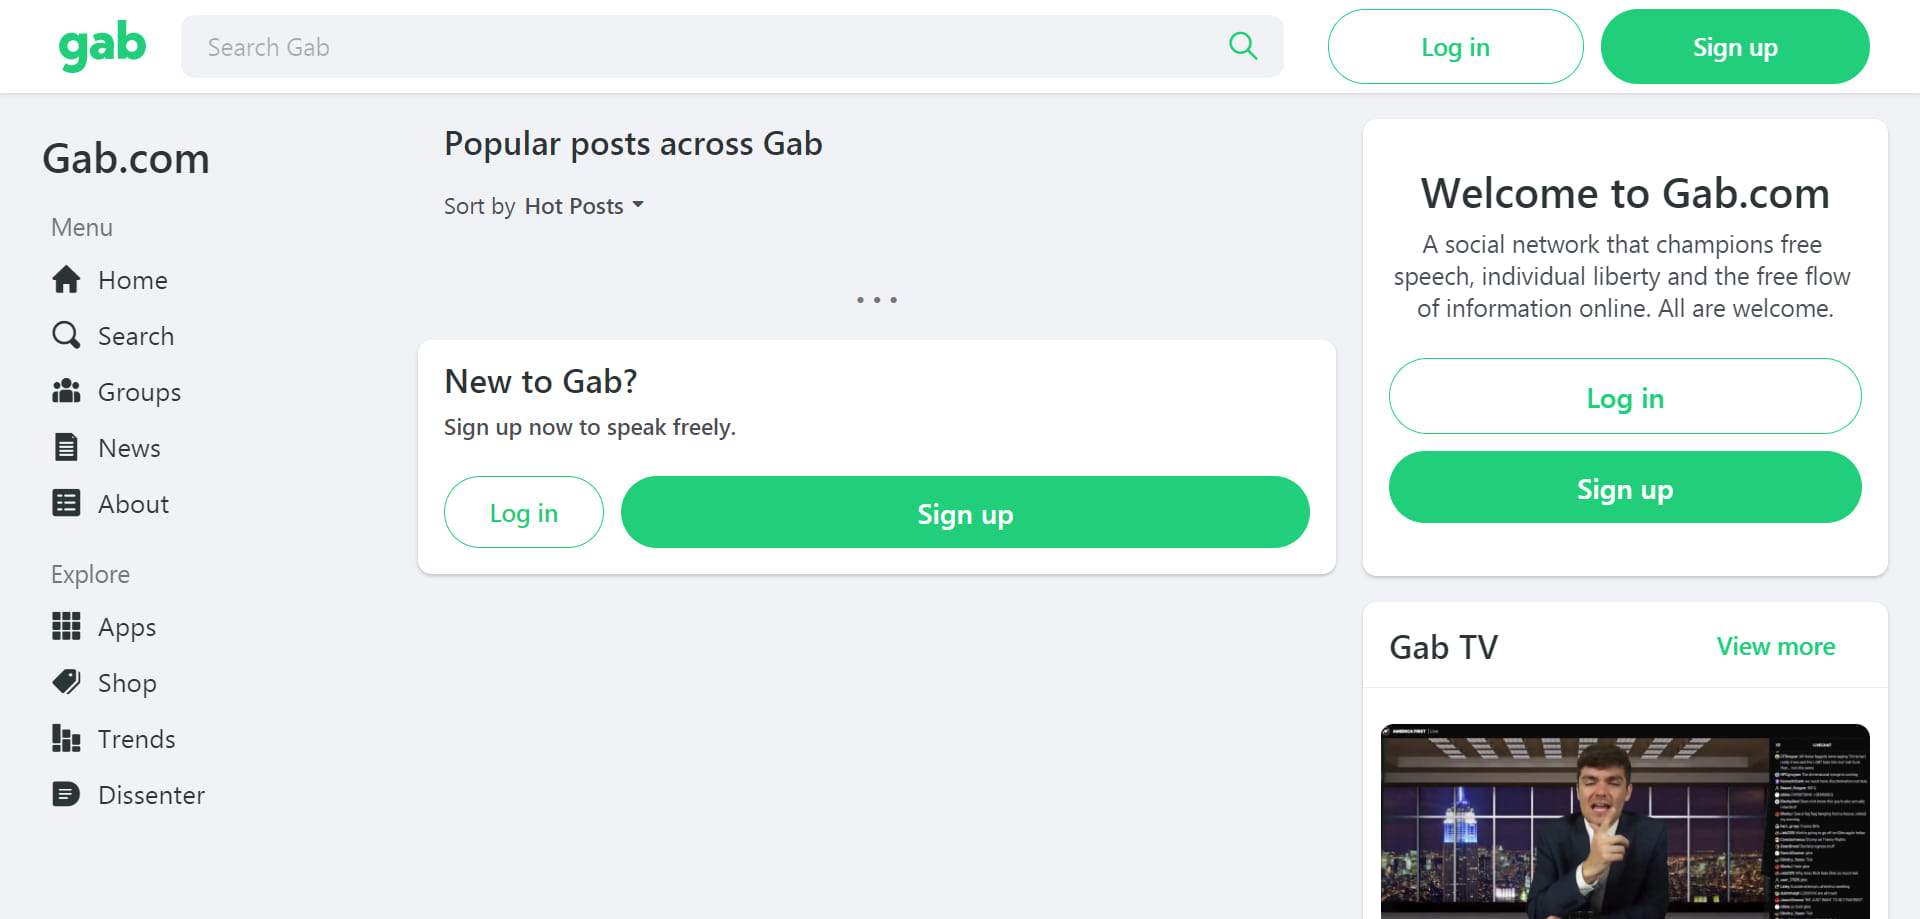 gab
Search Gab
Log in
Sign up
Gab.com
Menu
Home
Search
Groups
News
About
Explore
Apps
Shop
Trends
Dissenter
Popular posts across Gab
Sort by Hot Posts
New to Gab?
Sign up now to speak freely.
Log in
Sign up
Welcome to Gab.com
A social network that champions free
speech, individual liberty and the free flow
of information online. All are welcome.
Log in
Sign up
Gab TV
View more
AMERICA FIRST | Live
LIVECHAT